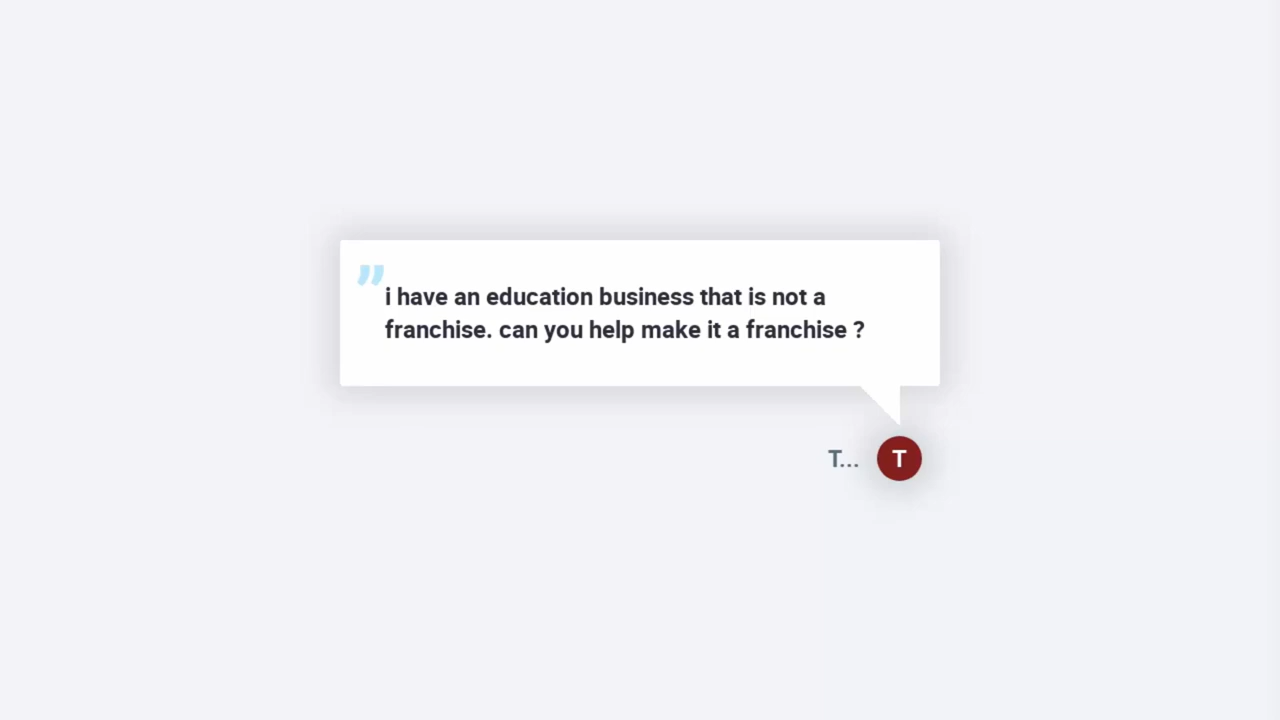 ”
i have an education business that is not a
franchise. can you help make it a franchise ?
T...
T